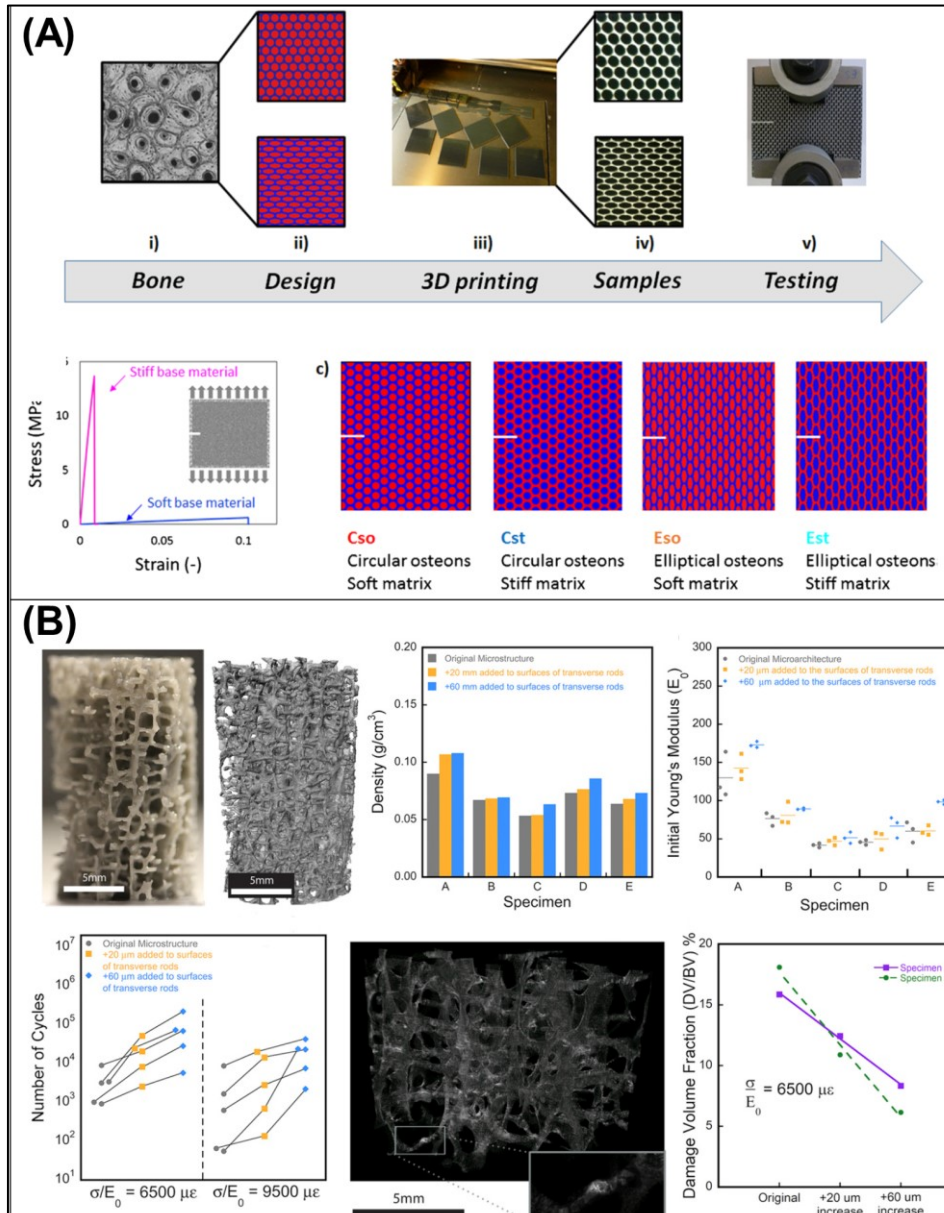 (A)
i)
ii)
iii)
iv)
v)
Bone
Design
3D printing
Samples
Testing
Stress (MPa
10
5
0
Stiff base material
Soft base material
0
0.05
0.1
Strain (-)
c)
Cso
Circular osteons
Soft matrix
Cst
Circular osteons
Stiff matrix
Eso
Elliptical osteons
Soft matrix
Est
Elliptical osteons
Stiff matrix
(B)
5mm
5mm
Density (g/cm³)
0.20
0.15
0.10
0.05
0.00
Original Microstructure
+20 mm added to surfaces of transverse rods
+60 mm added to surfaces of transverse rods
A B C D E
Specimen
Initial Young's Modulus (E₀)
300
250
200
150
100
50
0
Original Microarchitecture
+20 μm added to the surfaces of transverse rods
+60 μm added to the surfaces of transverse rods
A B C D E
Specimen
Number of Cycles
10⁷
10⁶
10⁵
10⁴
10³
10²
10¹
Original Microstructure
+20 μm added to surfaces
of transverse rods
+60 μm added to surfaces
of transverse rods
σ/E₀ = 6500 με
σ/E₀ = 9500 με
5mm
Damage Volume Fraction (DV/BV) %
20
15
10
5
0
Specimen
Specimen
σ/E₀ = 6500 με
Original
+20 um
increase
+60 um
increase